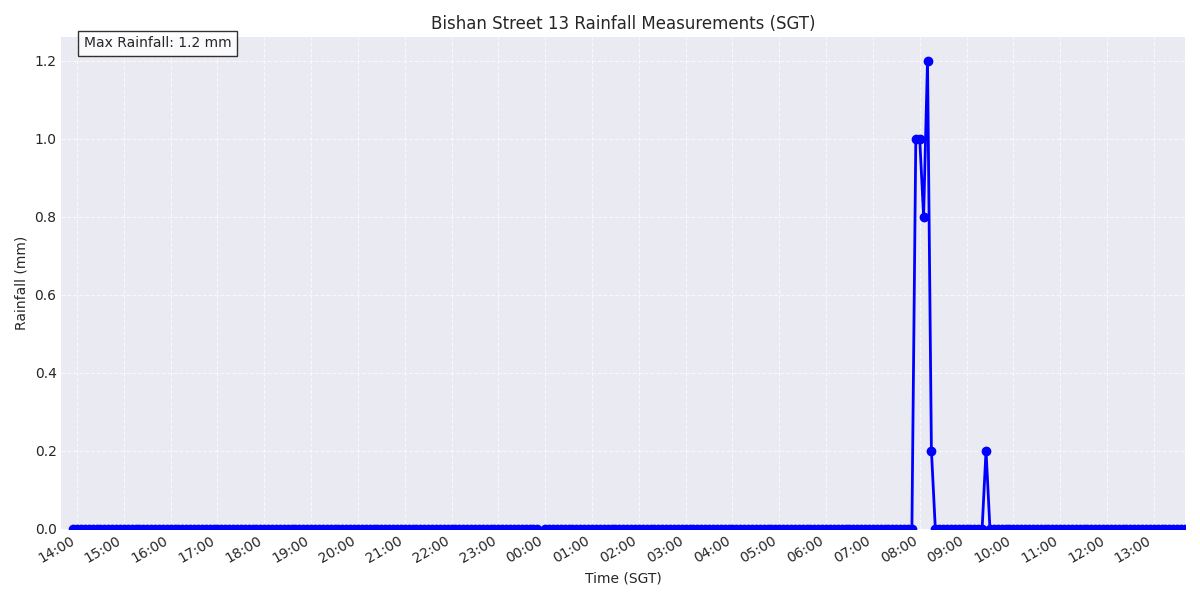 Bishan Street 13 Rainfall Measurements (SGT)
Max Rainfall: 1.2 mm
1.2
1.0
0.8
0.6
0.4
0.2
0.0
Rainfall (mm)
14:00 15:00 16:00 17:00 18:00 19:00 20:00 21:00 22:00 23:00 00:00 01:00 02:00 03:00 04:00 05:00 06:00 07:00 08:00 09:00 10:00 11:00 12:00 13:00
Time (SGT)